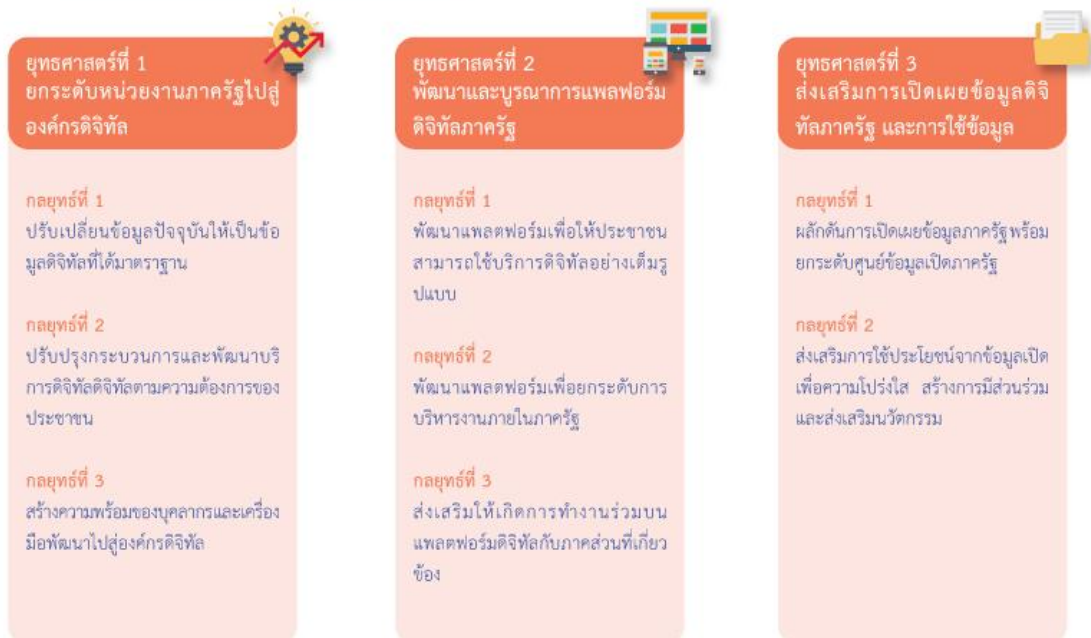 ยุทธศาสตร์ที่ 1
ยกระดับหน่วยงานภาครัฐไปสู่
องค์กรดิจิทัล
กลยุทธ์ที่ 1
ปรับเปลี่ยนข้อมูลปัจจุบันให้เป็นข้อ
มูลดิจิทัลที่ได้มาตราฐาน
กลยุทธ์ที่ 2
ปรับปรุงกระบวนการและพัฒนาบริ
การดิจิทัลดิจิทัลตามความต้องการของ
ประชาชน
กลยุทธ์ที่ 3
สร้างความพร้อมของบุคลากรและเครื่อง
มือพัฒนาไปสู่องค์กรดิจิทัล
ยุทธศาสตร์ที่ 2
พัฒนาและบูรณาการแพลฟอร์ม
ดิจิทัลภาครัฐ
กลยุทธ์ที่ 1
พัฒนาแพลตฟอร์มเพื่อให้ประชาชน
สามารถใช้บริการดิจิทัลอย่างเต็มรู
ปแบบ
กลยุทธ์ที่ 2
พัฒนาแพลตฟอร์มเพื่อยกระดับการ
บริหารงานภายในภาครัฐ
กลยุทธ์ที่ 3
ส่งเสริมให้เกิดการทำงานร่วมบน
แพลตฟอร์มดิจิทัลกับภาคส่วนที่เกี่ยว
ข้อง
ยุทธศาสตร์ที่ 3
ส่งเสริมการเปิดเผยข้อมูลดิจิ
ทัลภาครัฐ และการใช้ข้อมูล
กลยุทธ์ที่ 1
ผลักดันการเปิดเผยข้อมูลภาครัฐพร้อม
ยกระดับศูนย์ข้อมูลเปิดภาครัฐ
กลยุทธ์ที่ 2
ส่งเสริมการใช้ประโยชน์จากข้อมูลเปิด
เพื่อความโปร่งใส สร้างการมีส่วนร่วม
และส่งเสริมนวัตกรรม